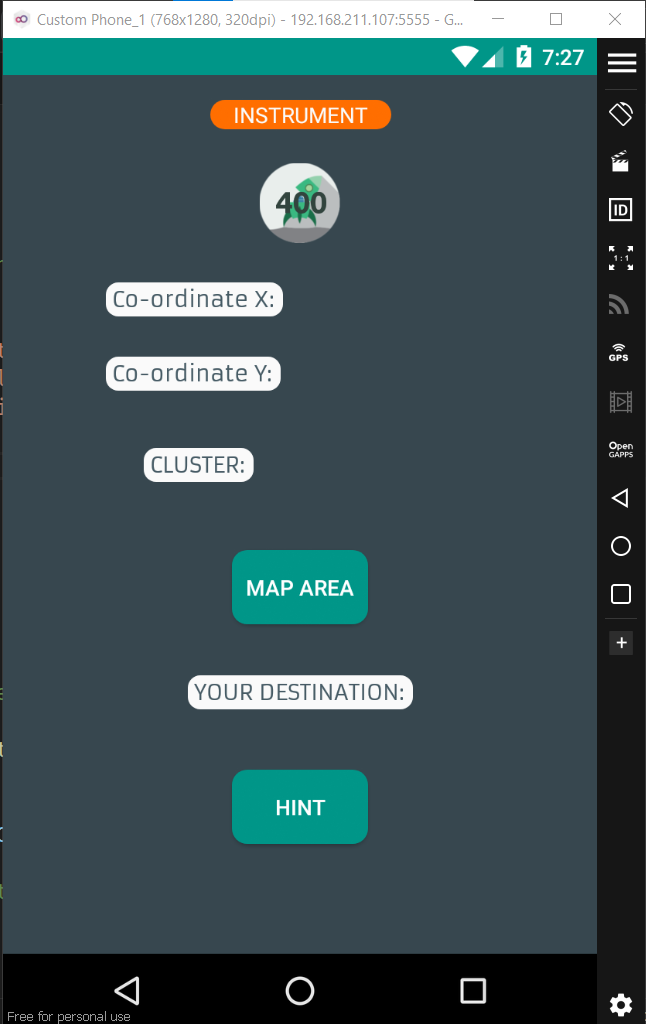 Custom Phone_1 (768x1280, 320dpi) - 192.168.211.107:5555 - G...
7:27
INSTRUMENT
400
Co-ordinate X:
Co-ordinate Y:
CLUSTER:
MAP AREA
YOUR DESTINATION:
HINT
Free for personal use
ID
1 : 1
GPS
Open
GAPPS